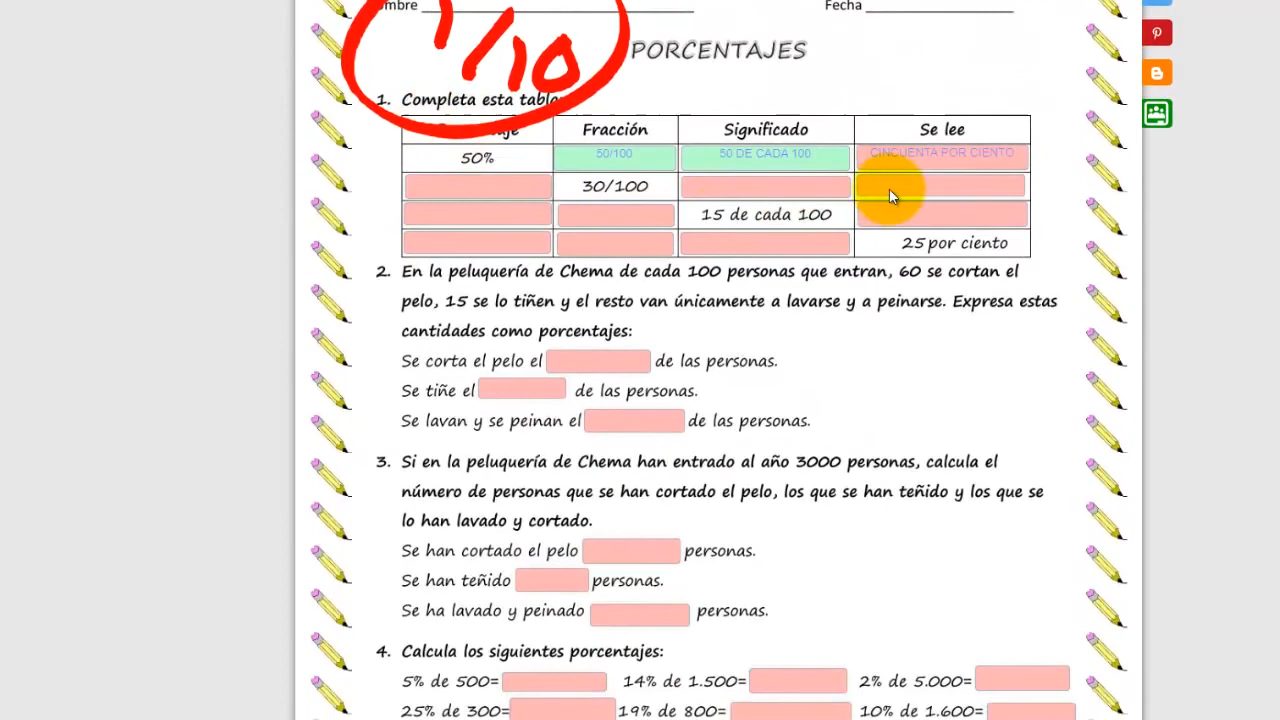 mbre Fecha
1/10
PORCENTAJES
1. Completa esta tabla
je Fracción Significado Se lee
50% 50/100 50 DE CADA 100 CINCUENTA POR CIENTO
30/100
15 de cada 100
25 por ciento
2. En la peluquería de Chema de cada 100 personas que entran, 60 se cortan el
pelo, 15 se lo tiñen y el resto van únicamente a lavarse y a peinarse. Expresa estas
cantidades como porcentajes:
Se corta el pelo el de las personas.
Se tiñe el de las personas.
Se lavan y se peinan el de las personas.
3. Si en la peluquería de Chema han entrado al año 3000 personas, calcula el
número de personas que se han cortado el pelo, los que se han teñido y los que se
lo han lavado y cortado.
Se han cortado el pelo personas.
Se han teñido personas.
Se ha lavado y peinado personas.
4. Calcula los siguientes porcentajes:
5% de 500= 14% de 1.500= 2% de 5.000=
25% de 300= 19% de 800= 10% de 1.600=